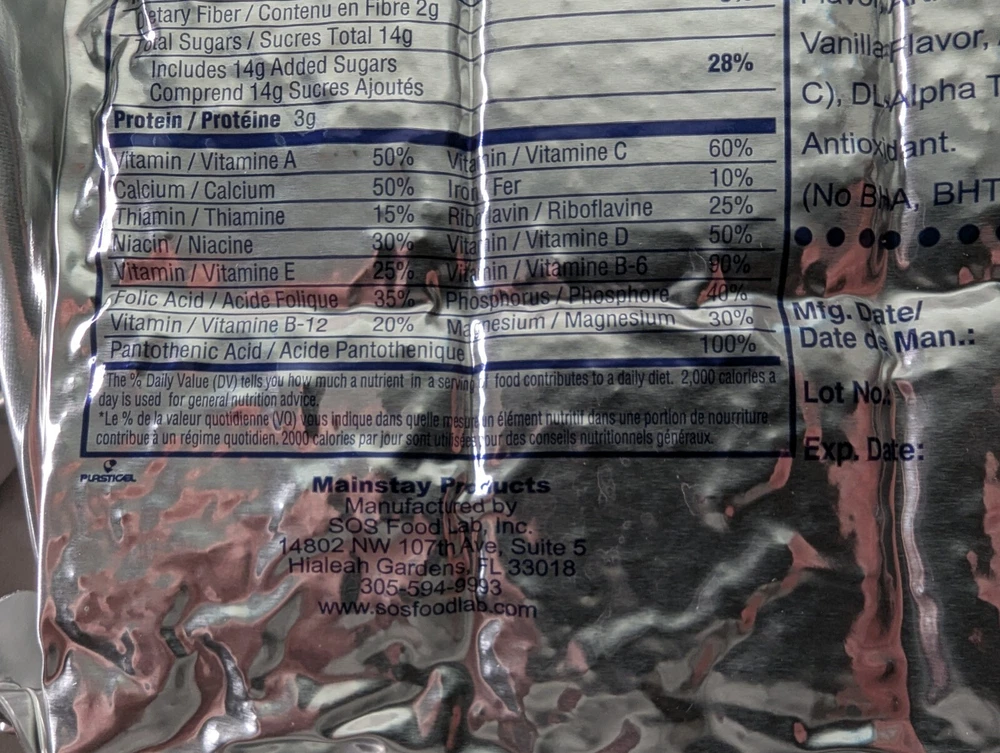 Dietary Fiber / Contenu en Fibre 2g
Total Sugars / Sucres Total 14g
Includes 14g Added Sugars
Comprend 14g Sucres Ajoutés
28%
Protein / Protéine 3g
Vitamin / Vitamine A 50% Vitamin / Vitamine C 60%
Calcium / Calcium 50% Iron / Fer 10%
Thiamin / Thiamine 15% Riboflavin / Riboflavine 25%
Niacin / Niacine 30% Vitamin / Vitamine D 50%
Vitamin / Vitamine E 25% Vitamin / Vitamine B-6 90%
Folic Acid / Acide Folique 35% Phosphorus / Phosphore 40%
Vitamin / Vitamine B-12 20% Magnesium / Magnesium 30%
Pantothenic Acid / Acide Pantothenique 100%
*The % Daily Value (DV) tells you how much a nutrient in a serving of food contributes to a daily diet. 2,000 calories a
day is used for general nutrition advice.
*Le % de la valeur quotidienne (VQ) vous indique dans quelle mesure un élément nutritif dans une portion de nourriture
contribue à un régime quotidien. 2000 calories par jour sont utilisées pour des conseils nutritionnels généraux.
PLASTICEL
Mainstay Products
Manufactured by
SOS Food Lab, Inc.
14802 NW 107th Ave, Suite 5
Hialeah Gardens, FL 33018
305-594-9993
www.sosfoodlab.com
Vanilla Flavor,
C), DL Alpha T
Antioxidant.
(No BHA, BHT
Mfg. Date/
Date de Man.:
Lot No.:
Exp. Date: